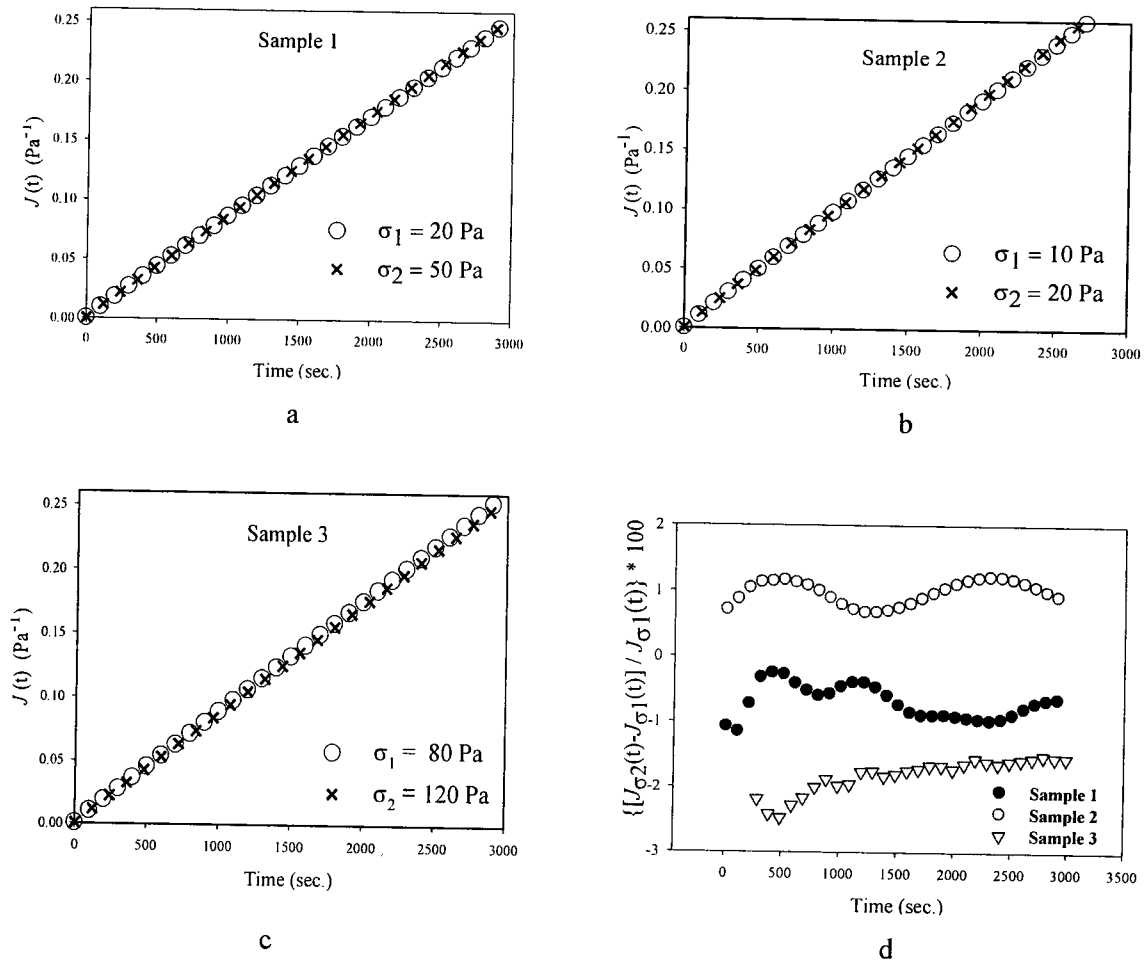 Sample 1
0.25
0.20
0.15
0.10
0.05
0.00
J (t) (Pa⁻¹)
σ1 = 20 Pa
σ2 = 50 Pa
0 500 1000 1500 2000 2500 3000
Time (sec.)
a
Sample 2
0.25
0.20
0.15
0.10
0.05
0.00
J(t) (Pa⁻¹)
σ1 = 10 Pa
σ2 = 20 Pa
0 500 1000 1500 2000 2500 3000
Time (sec.)
b
Sample 3
0.25
0.20
0.15
0.10
0.05
0.00
J (t) (Pa⁻¹)
σ1 = 80 Pa
σ2 = 120 Pa
0 500 1000 1500 2000 2500 3000
Time (sec.)
c
2
1
0
-1
-2
-3
{[Jσ2(t)-Jσ1(t)] / Jσ1(t)} * 100
Sample 1
Sample 2
Sample 3
0 500 1000 1500 2000 2500 3000 3500
Time (sec.)
d